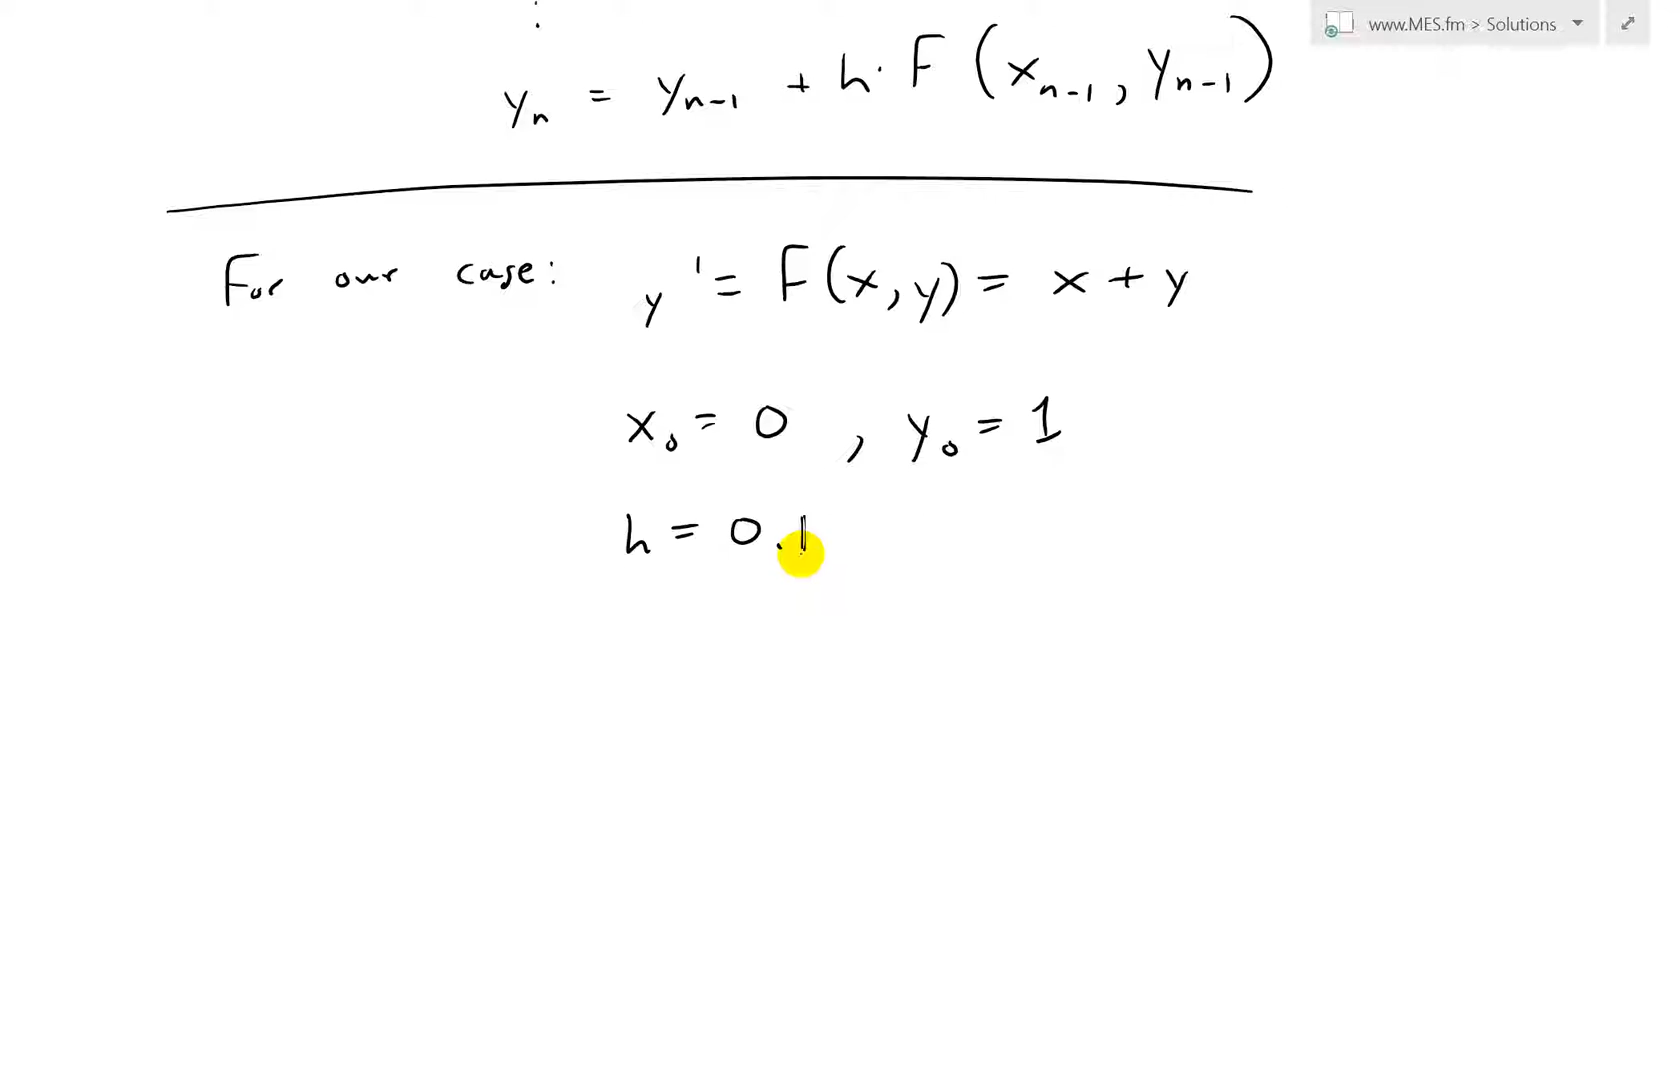 www.MES.fm > Solutions
⋮
yₙ = yₙ₋₁ + h· F (xₙ₋₁, yₙ₋₁)
For our case: y' = F(x, y) = x + y
x₀ = 0 , y₀ = 1
h = 0.1